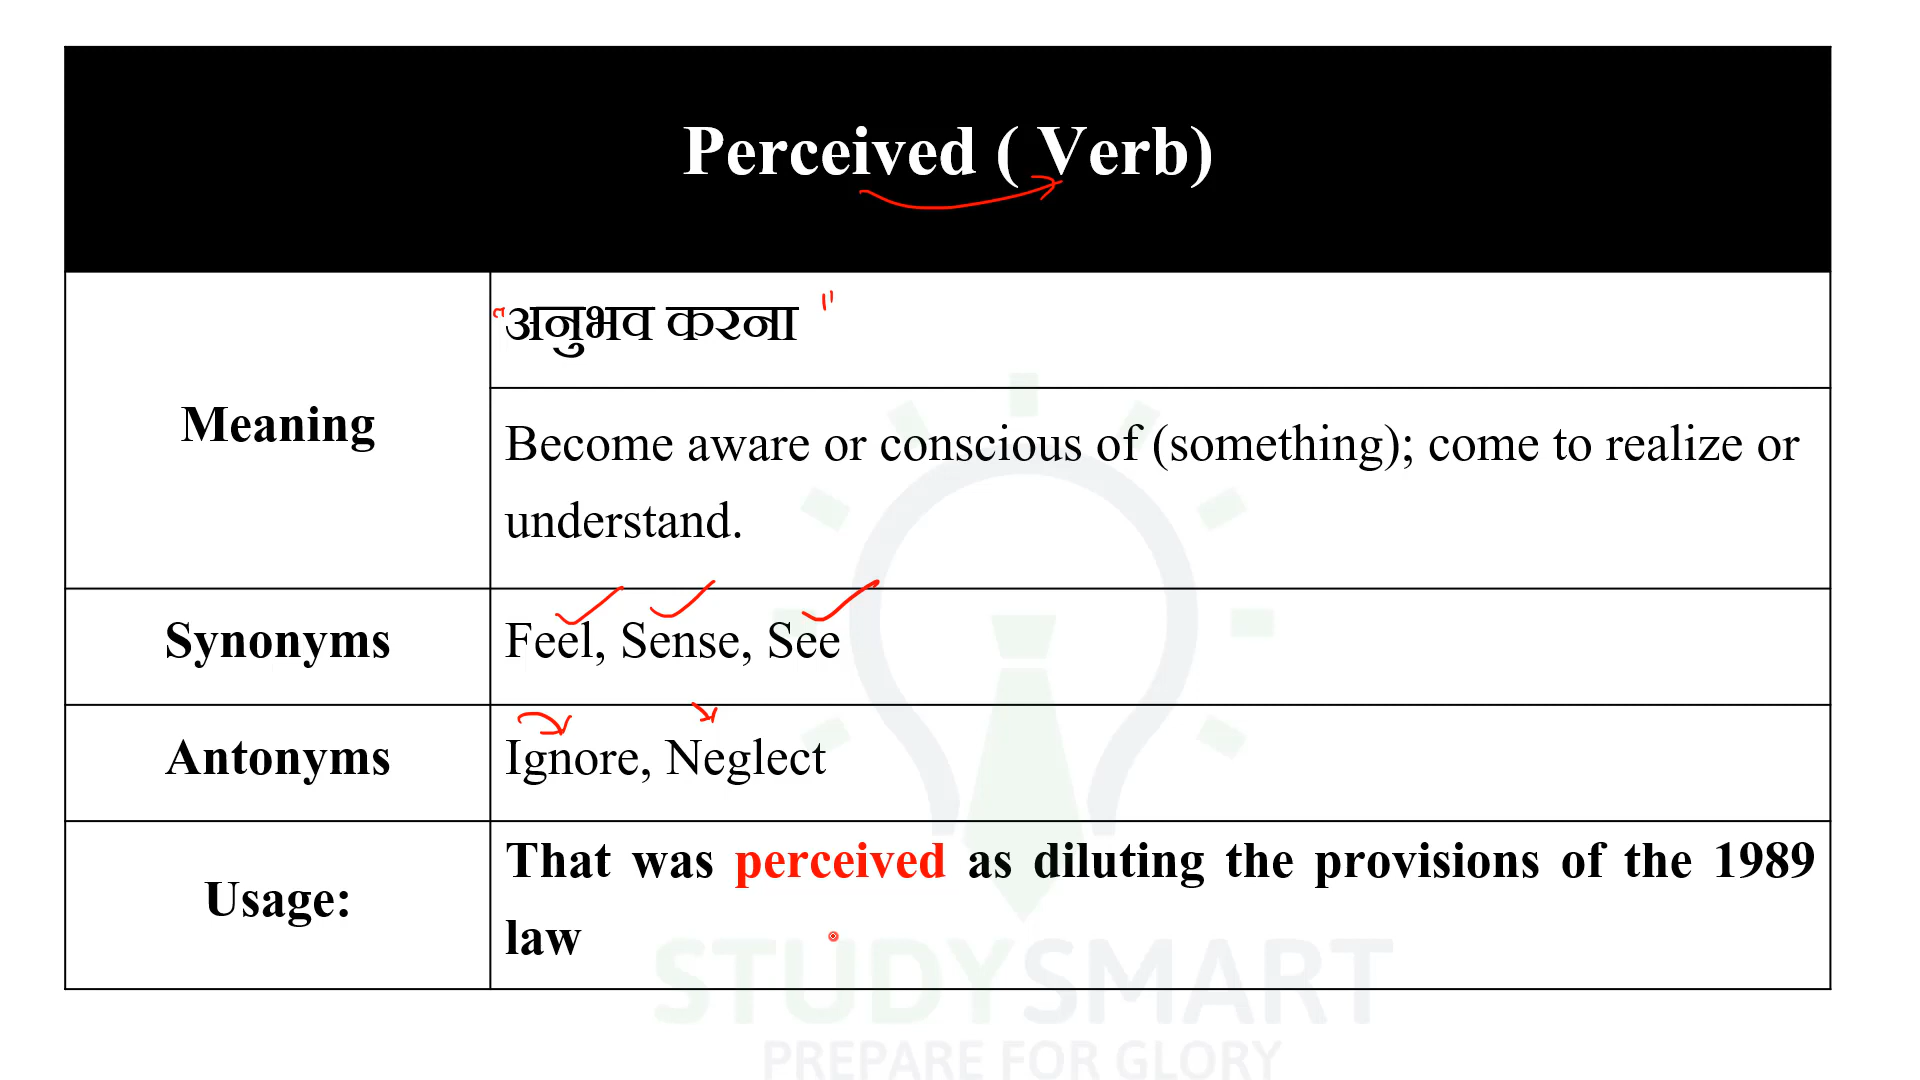 Perceived ( Verb)
Meaning
अनुभव करना
Become aware or conscious of (something); come to realize or
understand.
Synonyms
Feel, Sense, See
Antonyms
Ignore, Neglect
Usage:
That was perceived as diluting the provisions of the 1989
law
STUDYSMART
PREPARE FOR GLORY